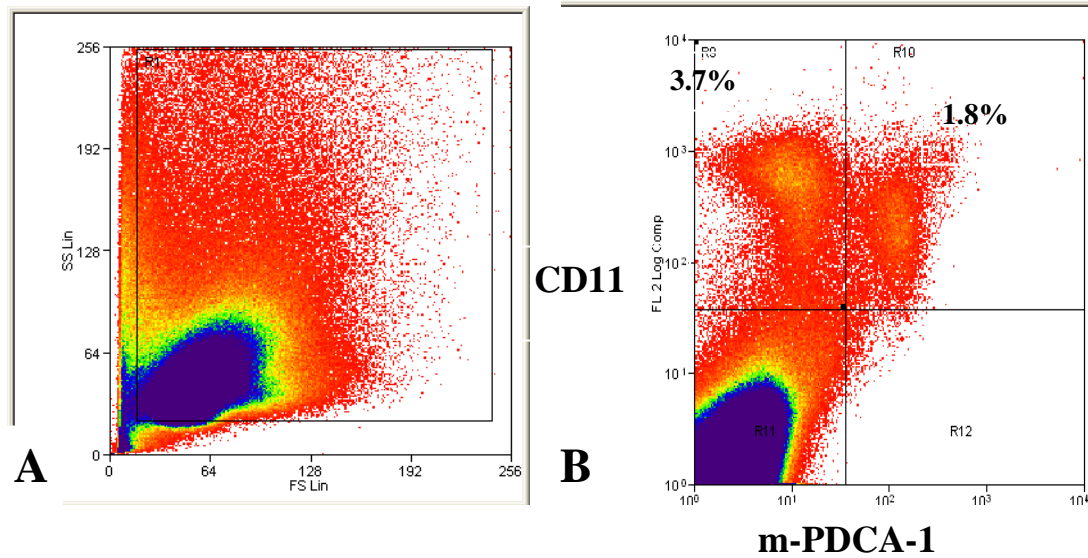 256
192
128
64
0
SS Lin
R1
0 64 128 192 256
FS Lin
A
10⁴
10³
10²
10¹
10⁰
CD11
FL 2 Log Comp
R9
R10
3.7%
1.8%
R11
R12
10⁰ 10¹ 10² 10³ 10⁴
B
m-PDCA-1